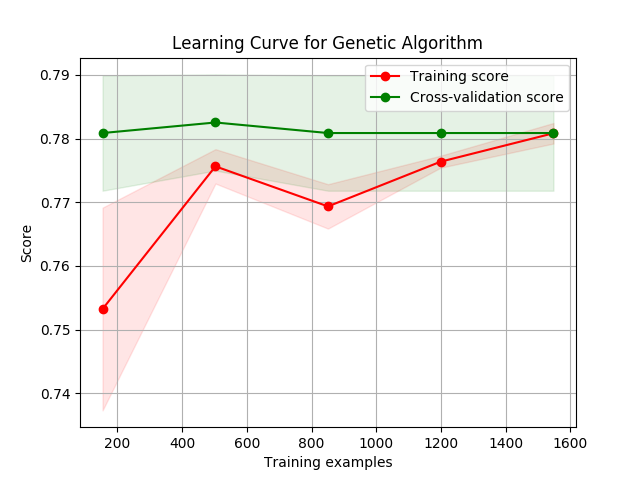 Learning Curve for Genetic Algorithm
Training score
Cross-validation score
0.79
0.78
0.77
0.76
0.75
0.74
Score
200 400 600 800 1000 1200 1400 1600
Training examples